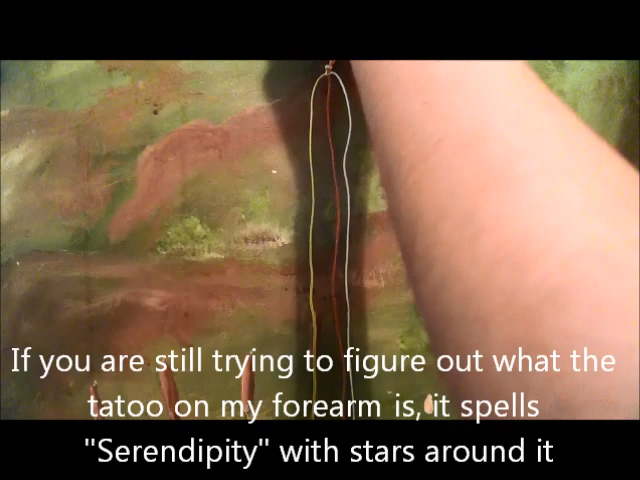 If you are still trying to figure out what the
tatoo on my forearm is, it spells
"Serendipity" with stars around it